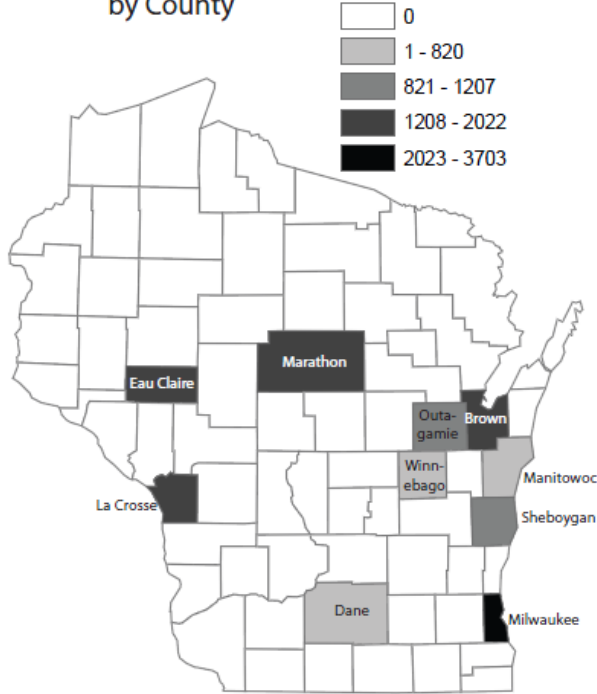 by County
0
1 - 820
821 - 1207
1208 - 2022
2023 - 3703
Marathon
Eau Claire
Outa-
gamie
Brown
Winn-
ebago
Manitowoc
La Crosse
Sheboygan
Dane
Milwaukee